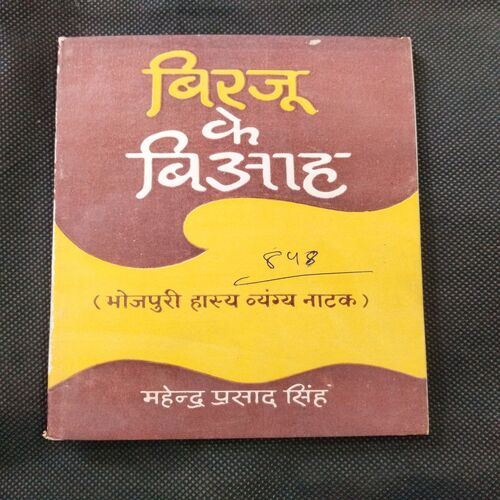 बिरजू
के
बिआह
८५८
(भोजपुरी हास्य व्यंग्य नाटक)
महेन्द्र प्रसाद सिंह